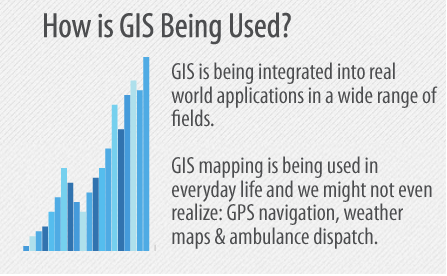 How is GIS Being Used?
GIS is being integrated into real
world applications in a wide range of
fields.
GIS mapping is being used in
everyday life and we might not even
realize: GPS navigation, weather
maps & ambulance dispatch.